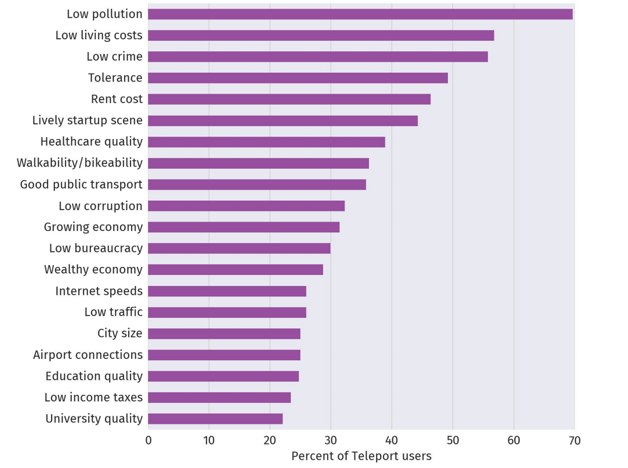 Low pollution
Low living costs
Low crime
Tolerance
Rent cost
Lively startup scene
Healthcare quality
Walkability/bikeability
Good public transport
Low corruption
Growing economy
Low bureaucracy
Wealthy economy
Internet speeds
Low traffic
City size
Airport connections
Education quality
Low income taxes
University quality
0 10 20 30 40 50 60 70
Percent of Teleport users